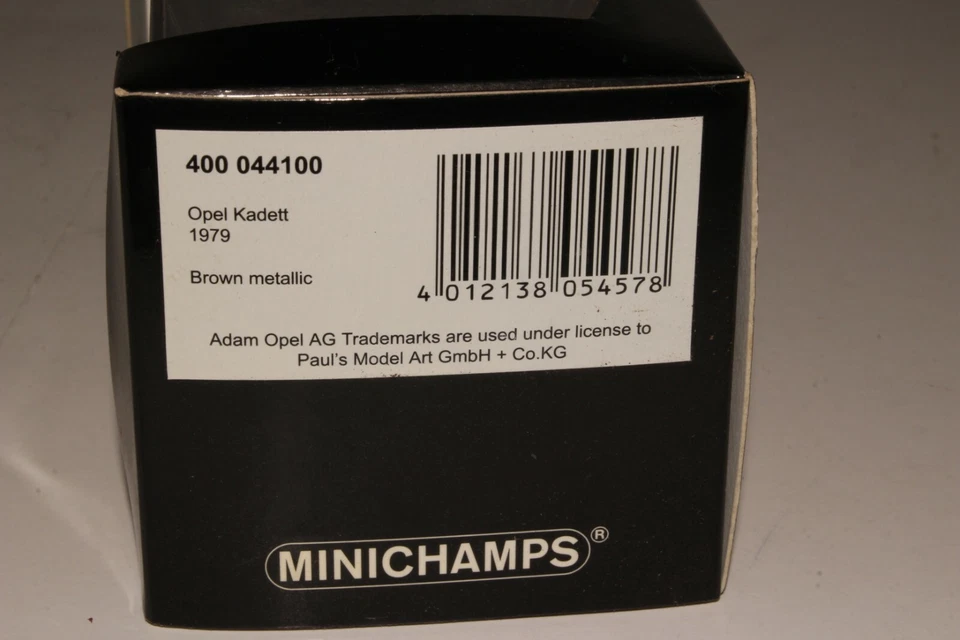 400 044100
Opel Kadett
1979
Brown metallic
4 012138 054578
Adam Opel AG Trademarks are used under license to
Paul's Model Art GmbH + Co.KG
MINICHAMPS®